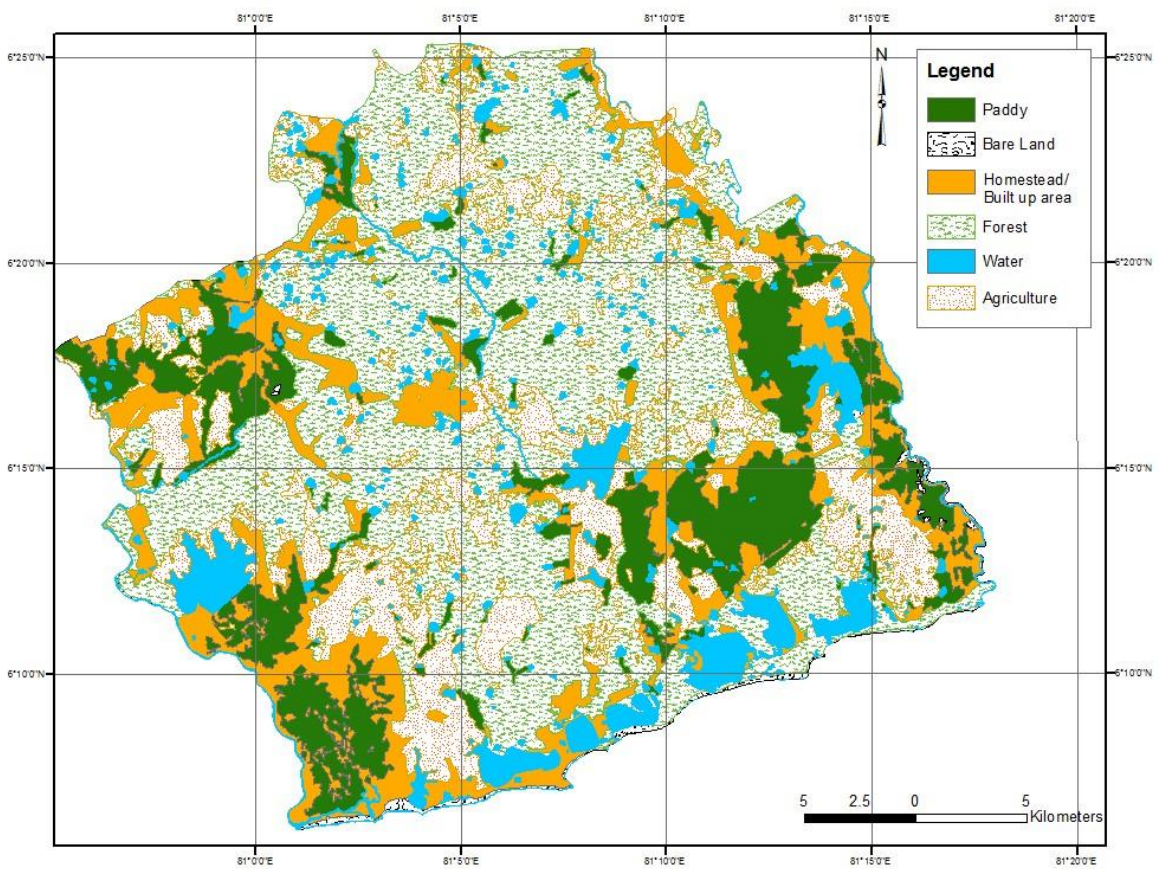 81°0'0"E 81°5'0"E 81°10'0"E 81°15'0"E 81°20'0"E
6°25'0"N 6°25'0"N
N
Legend
Paddy
Bare Land
Homestead/
Built up area
Forest
Water
Agriculture
6°20'0"N 6°20'0"N
6°15'0"N 6°15'0"N
6°10'0"N 6°10'0"N
5 2.5 0 5
Kilometers
81°0'0"E 81°5'0"E 81°10'0"E 81°15'0"E 81°20'0"E